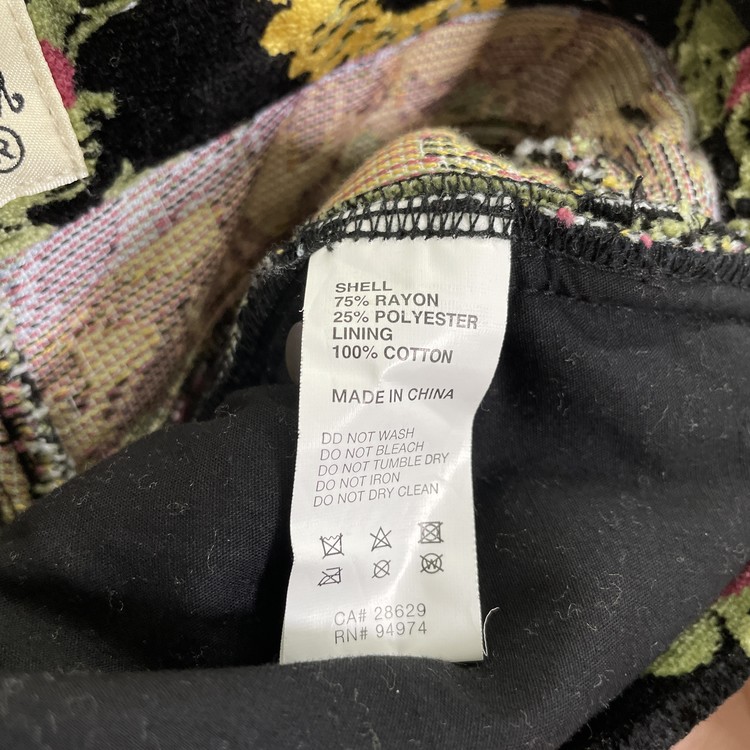 ®
SHELL
75% RAYON
25% POLYESTER
LINING
100% COTTON
MADE IN CHINA
DD NOT WASH
DO NOT BLEACH
DO NOT TUMBLE DRY
DO NOT IRON
DO NOT DRY CLEAN
W
CA# 28629
RN# 94974